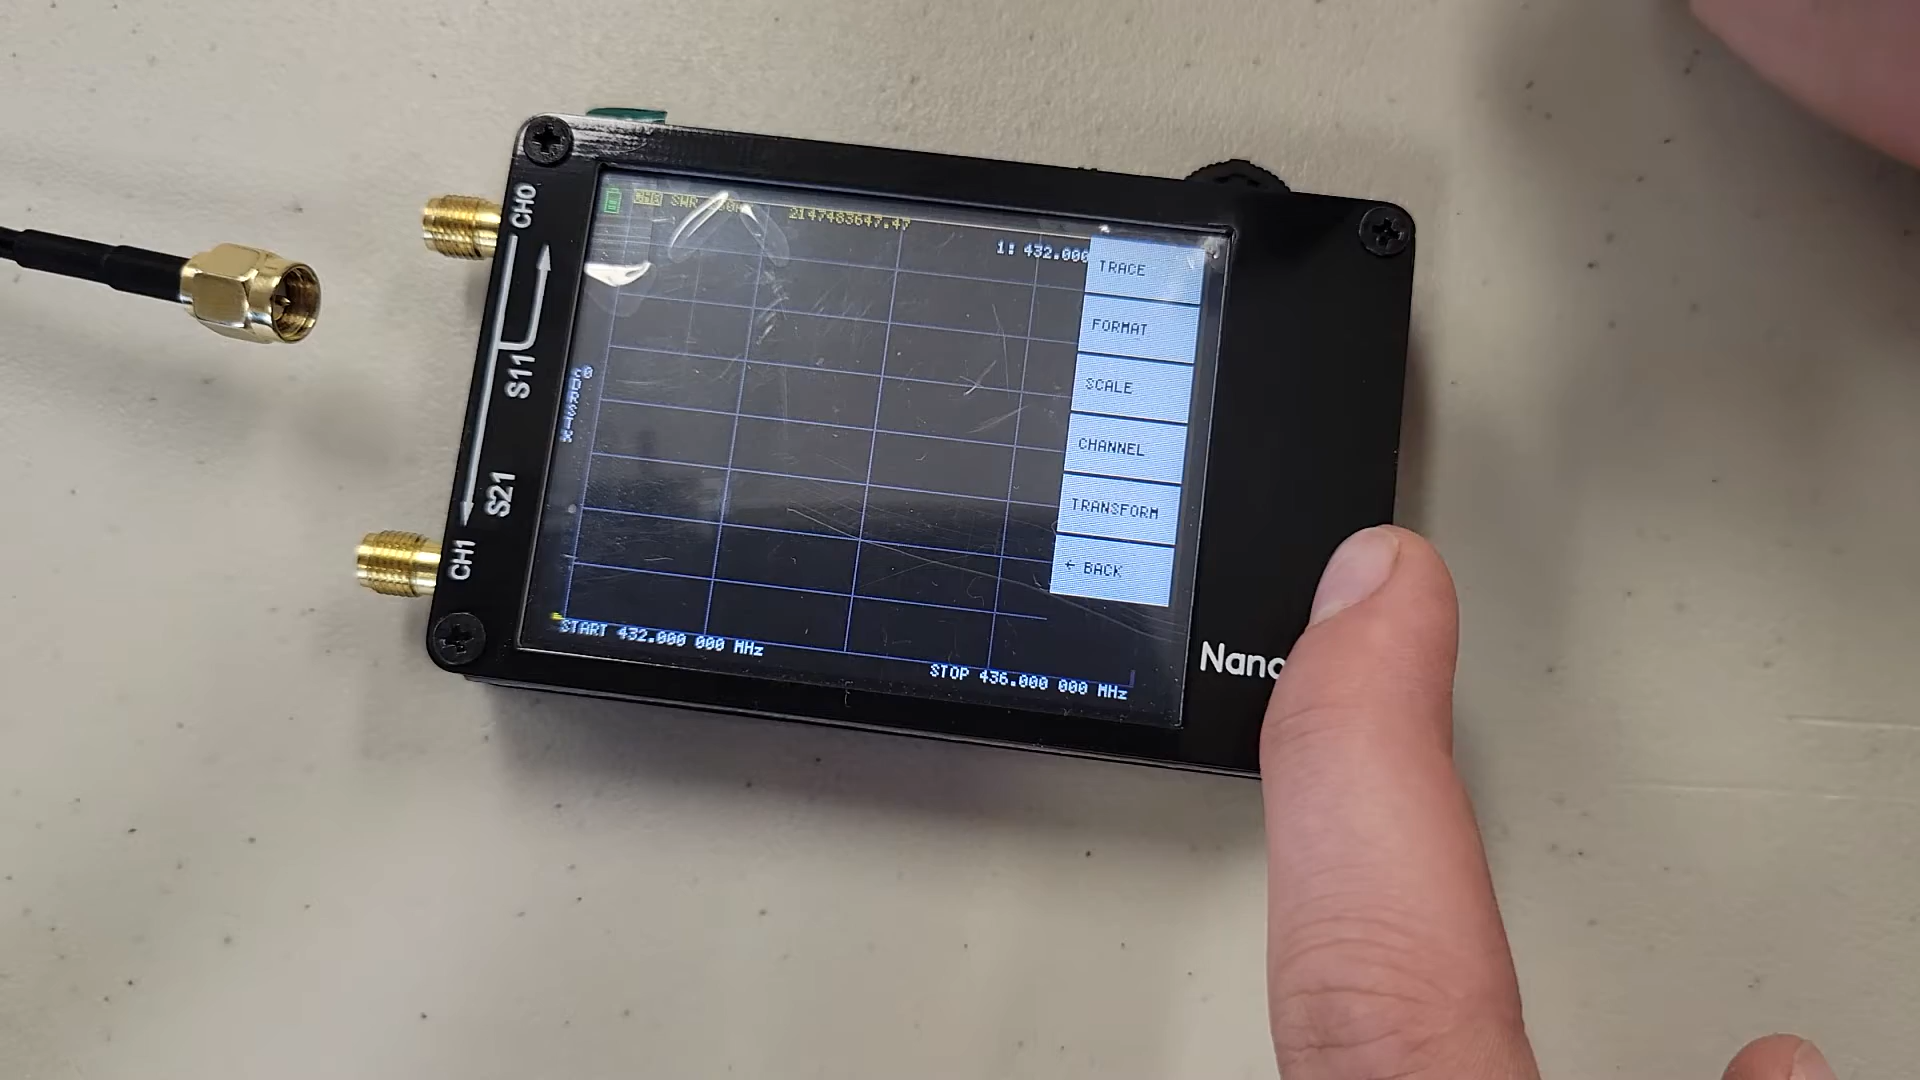 CH0
S11
S21
CH1
CH0 SWR
2147483647.47
1: 432.000
TRACE
FORMAT
SCALE
CHANNEL
TRANSFORM
← BACK
c0
D
R
S
T
START 432.000 000 MHz
STOP 436.000 000 MHz
Nano